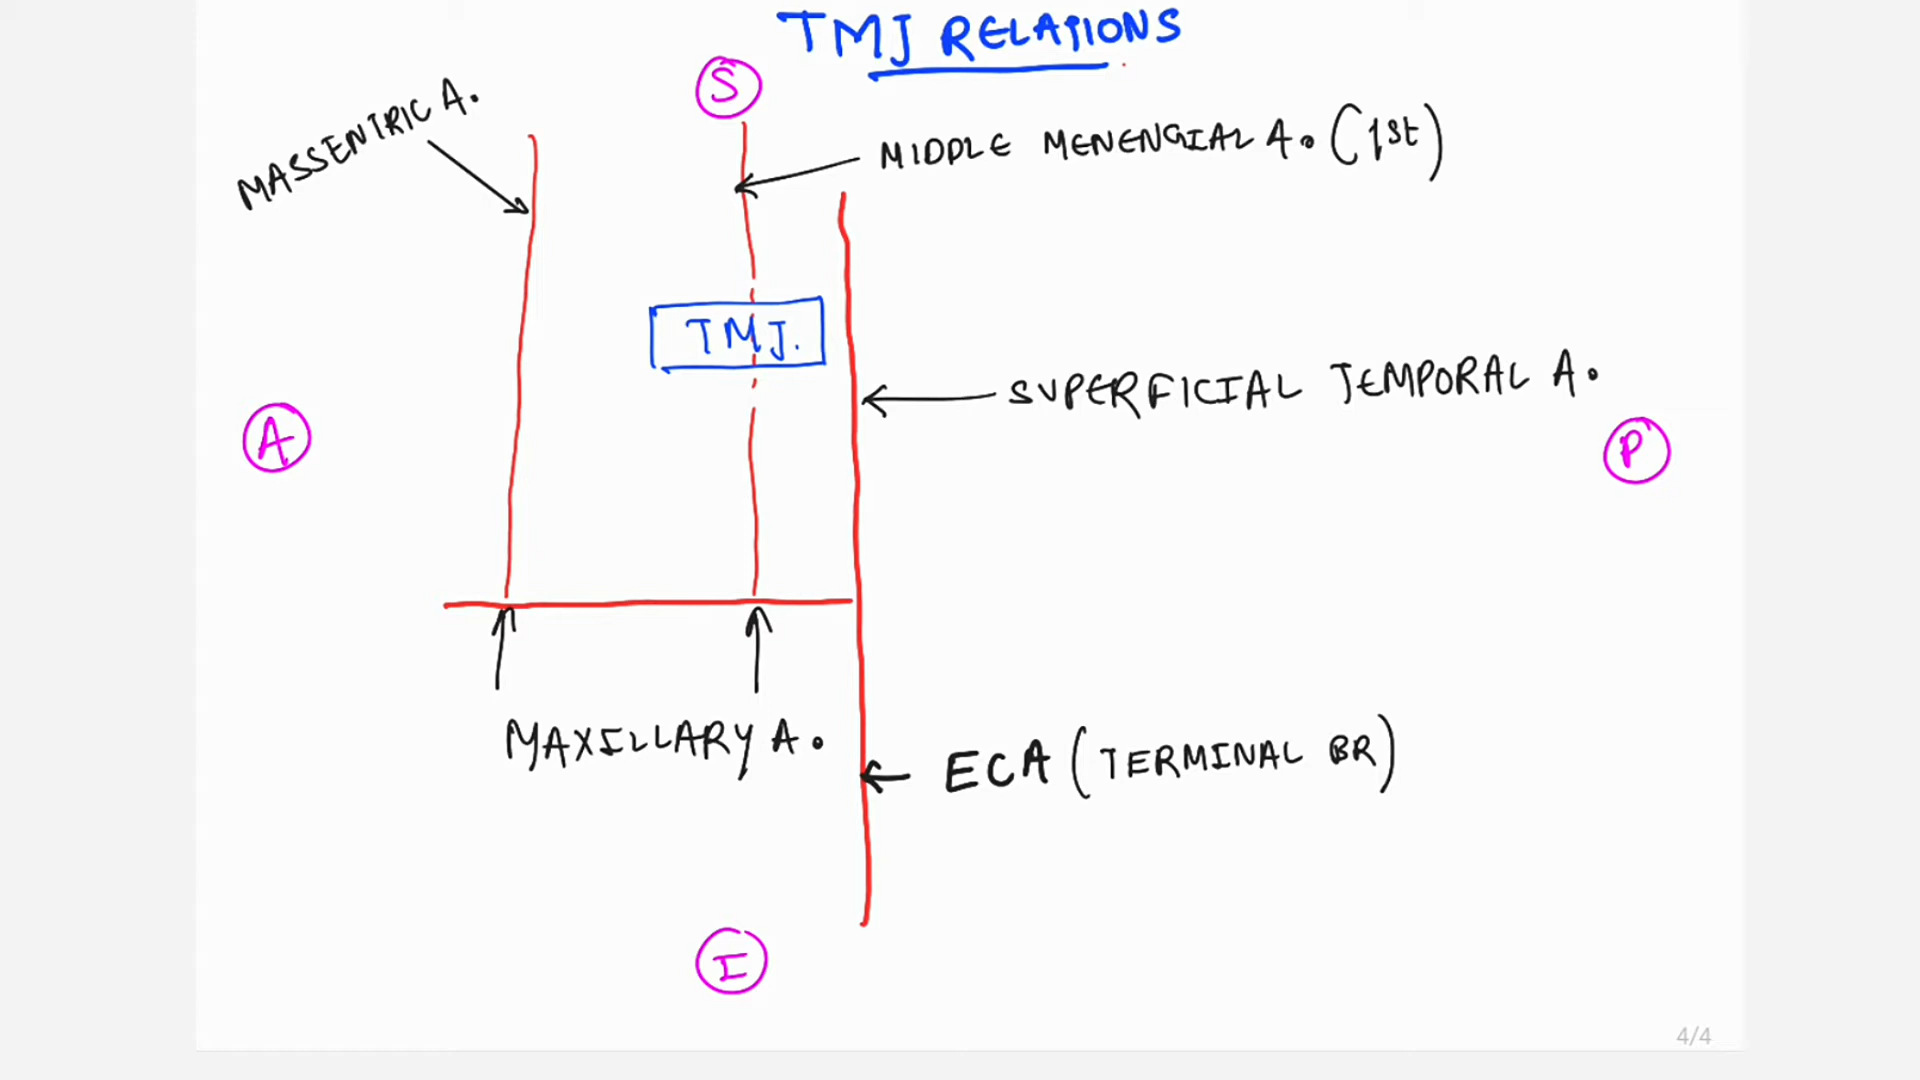 TMJ RELATIONS
S
MASSENTRIC A.
MIDDLE MENENGIAL A. (1st)
TMJ.
SUPERFICIAL TEMPORAL A.
A
P
MAXILLARY A.
ECA (TERMINAL BR)
I
4/4